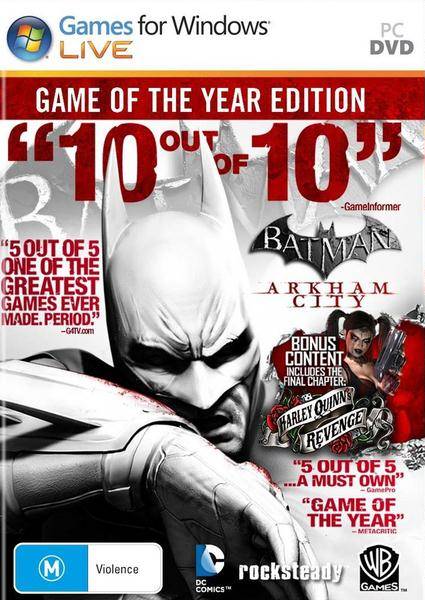 Games for Windows
LIVE
PC
DVD
GAME OF THE YEAR EDITION
“10 OUT OF 10”
-GameInformer
“5 OUT OF 5
ONE OF THE
GREATEST
GAMES EVER
MADE. PERIOD.”
– G4TV.com
BATMAN
ARKHAM
CITY
BONUS
CONTENT
INCLUDES THE
FINAL CHAPTER:
HARLEY QUINN'S
REVENGE
“5 OUT OF 5
...A MUST OWN”
– GamePro
“GAME OF
THE YEAR”
– METACRITIC
M
Violence
DC
COMICS™
rocksteady
WB
GAMES™